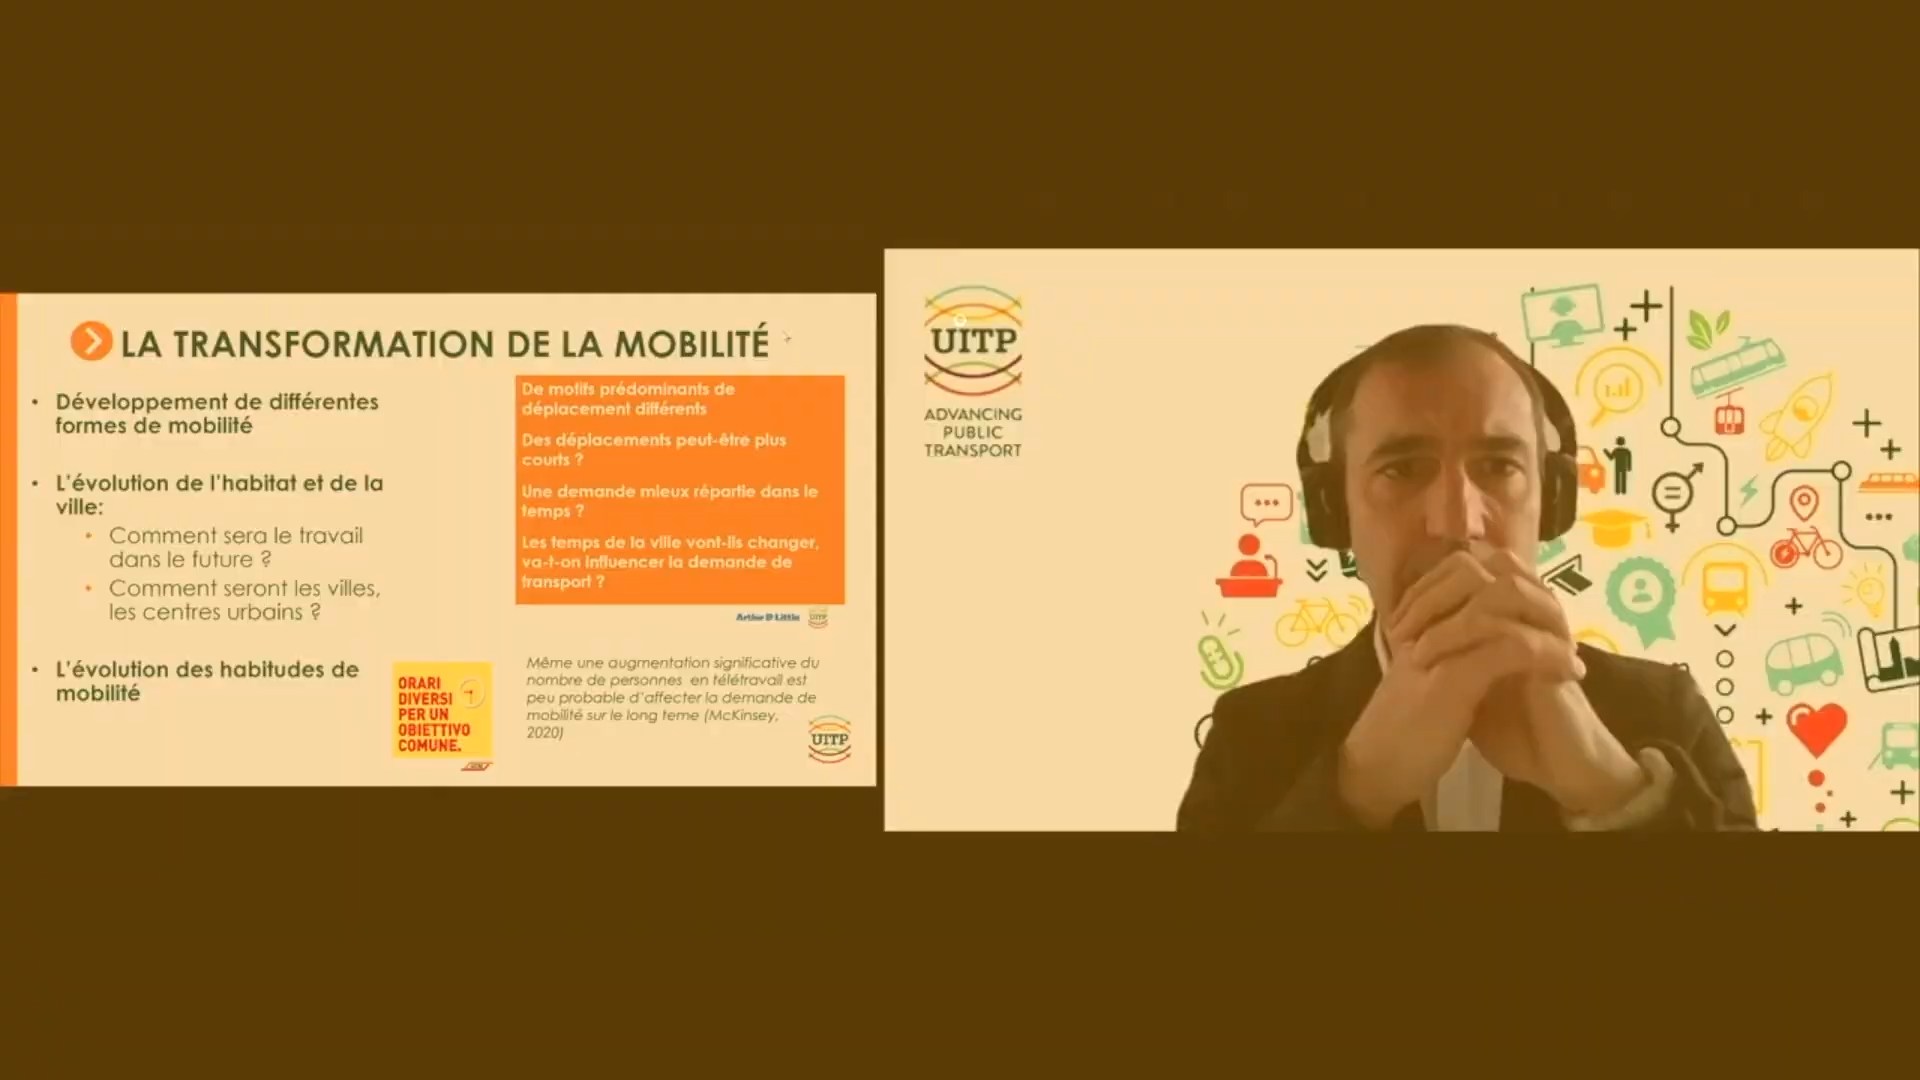 LA TRANSFORMATION DE LA MOBILITÉ
• Développement de différentes
formes de mobilité
• L'évolution de l'habitat et de la
ville:
• Comment sera le travail
dans le future ?
• Comment seront les villes,
les centres urbains ?
• L'évolution des habitudes de
mobilité
ORARI
DIVERSI
PER UN
OBIETTIVO
COMUNE.
De motifs prédominants de
déplacement différents
Des déplacements peut-être plus
courts ?
Une demande mieux répartie dans le
temps ?
Les temps de la ville vont-ils changer,
va-t-on influencer la demande de
transport ?
Arthur D Little
UITP
Même une augmentation significative du
nombre de personnes en télétravail est
peu probable d'affecter la demande de
mobilité sur le long teme (McKinsey,
2020)
UITP
UITP
ADVANCING
PUBLIC
TRANSPORT